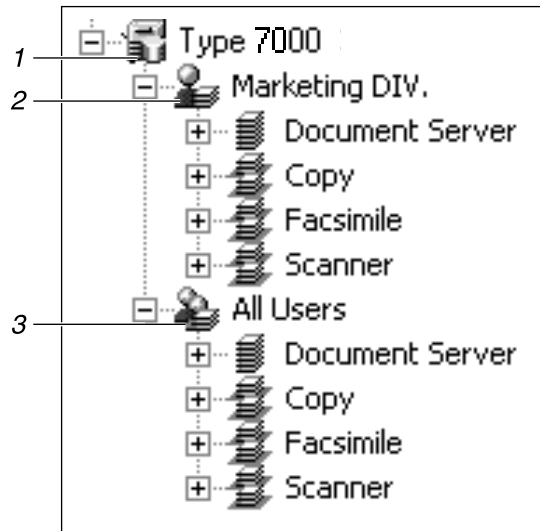 1 Type 7000
2 Marketing DIV.
Document Server
Copy
Facsimile
Scanner
3 All Users
Document Server
Copy
Facsimile
Scanner